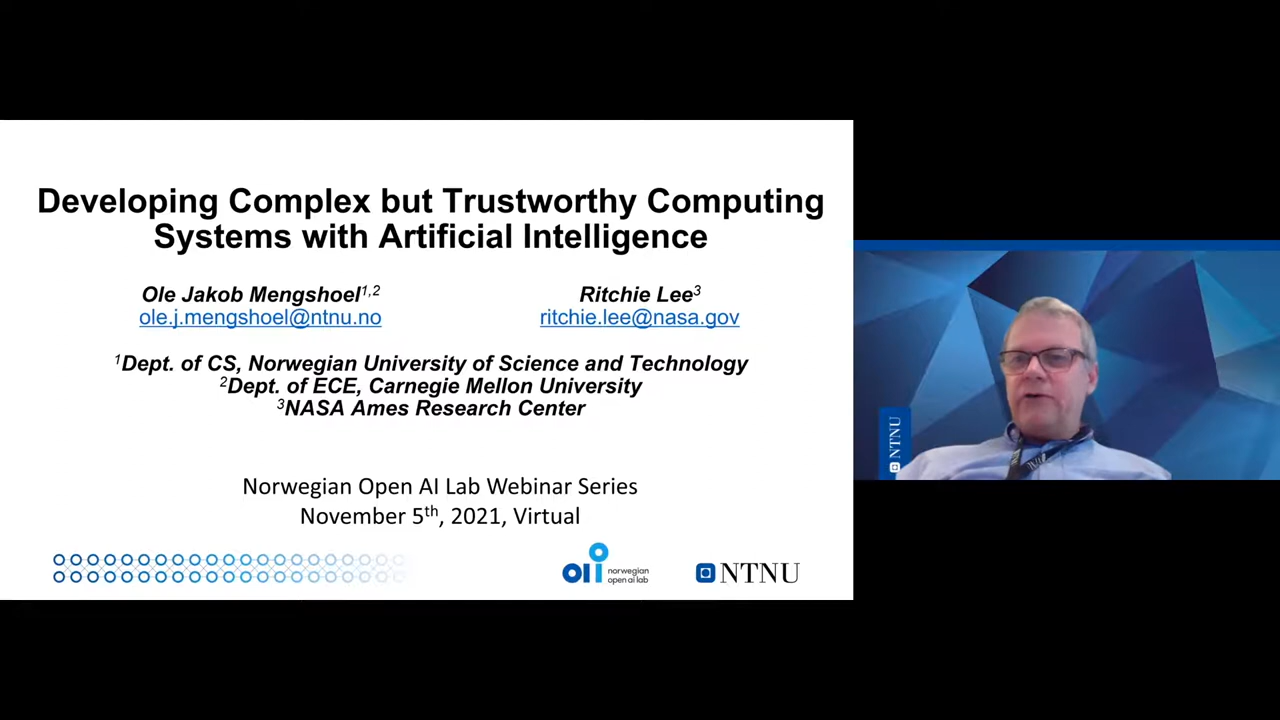 Developing Complex but Trustworthy Computing
Systems with Artificial Intelligence
Ole Jakob Mengshoel1,2
ole.j.mengshoel@ntnu.no
Ritchie Lee3
ritchie.lee@nasa.gov
1Dept. of CS, Norwegian University of Science and Technology
2Dept. of ECE, Carnegie Mellon University
3NASA Ames Research Center
Norwegian Open AI Lab Webinar Series
November 5th, 2021, Virtual
norwegian
open ai lab
NTNU
NTNU